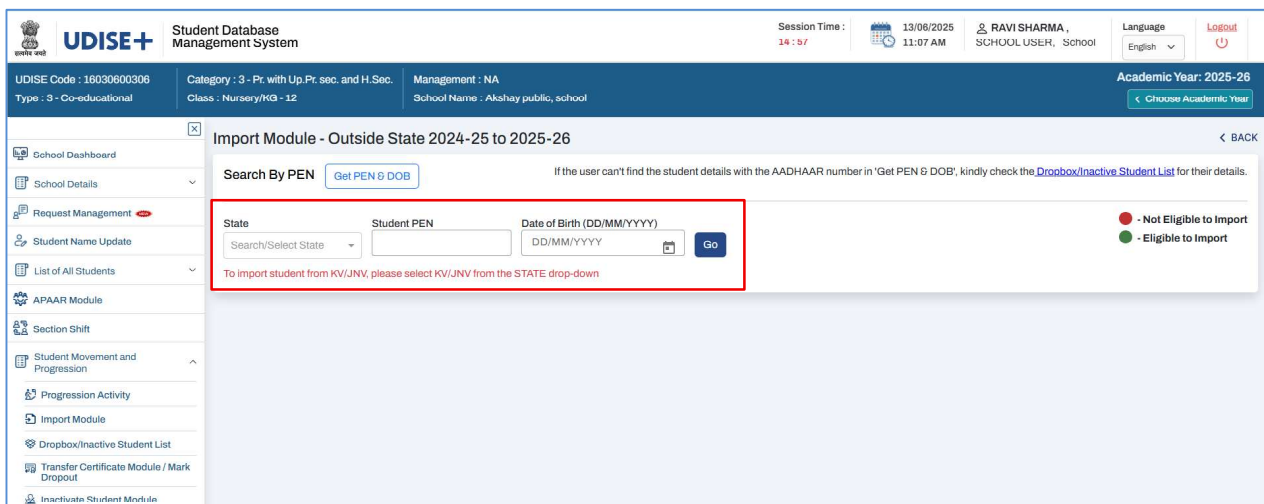 सत्यमेव जयते
UDISE+
Student Database
Management System
Session Time :
14 : 57
13/06/2025
11:07 AM
RAVI SHARMA ,
SCHOOL USER, School
Language
English
Logout
UDISE Code : 16030600306
Category : 3 - Pr. with Up.Pr. sec. and H.Sec.
Management : NA
Academic Year: 2025-26
Type : 3 - Co-educational
Class : Nursery/KG - 12
School Name : Akshay public, school
< Choose Academic Year
X
School Dashboard
School Details
Request Management
Student Name Update
List of All Students
APAAR Module
Section Shift
Student Movement and
Progression
Progression Activity
Import Module
Dropbox/Inactive Student List
Transfer Certificate Module / Mark
Dropout
Inactivate Student Module
Import Module - Outside State 2024-25 to 2025-26
< BACK
Search By PEN
Get PEN & DOB
If the user can't find the student details with the AADHAAR number in 'Get PEN & DOB', kindly check the Dropbox/Inactive Student List for their details.
State
Student PEN
Date of Birth (DD/MM/YYYY)
Search/Select State
DD/MM/YYYY
Go
To import student from KV/JNV, please select KV/JNV from the STATE drop-down
- Not Eligible to Import
- Eligible to Import